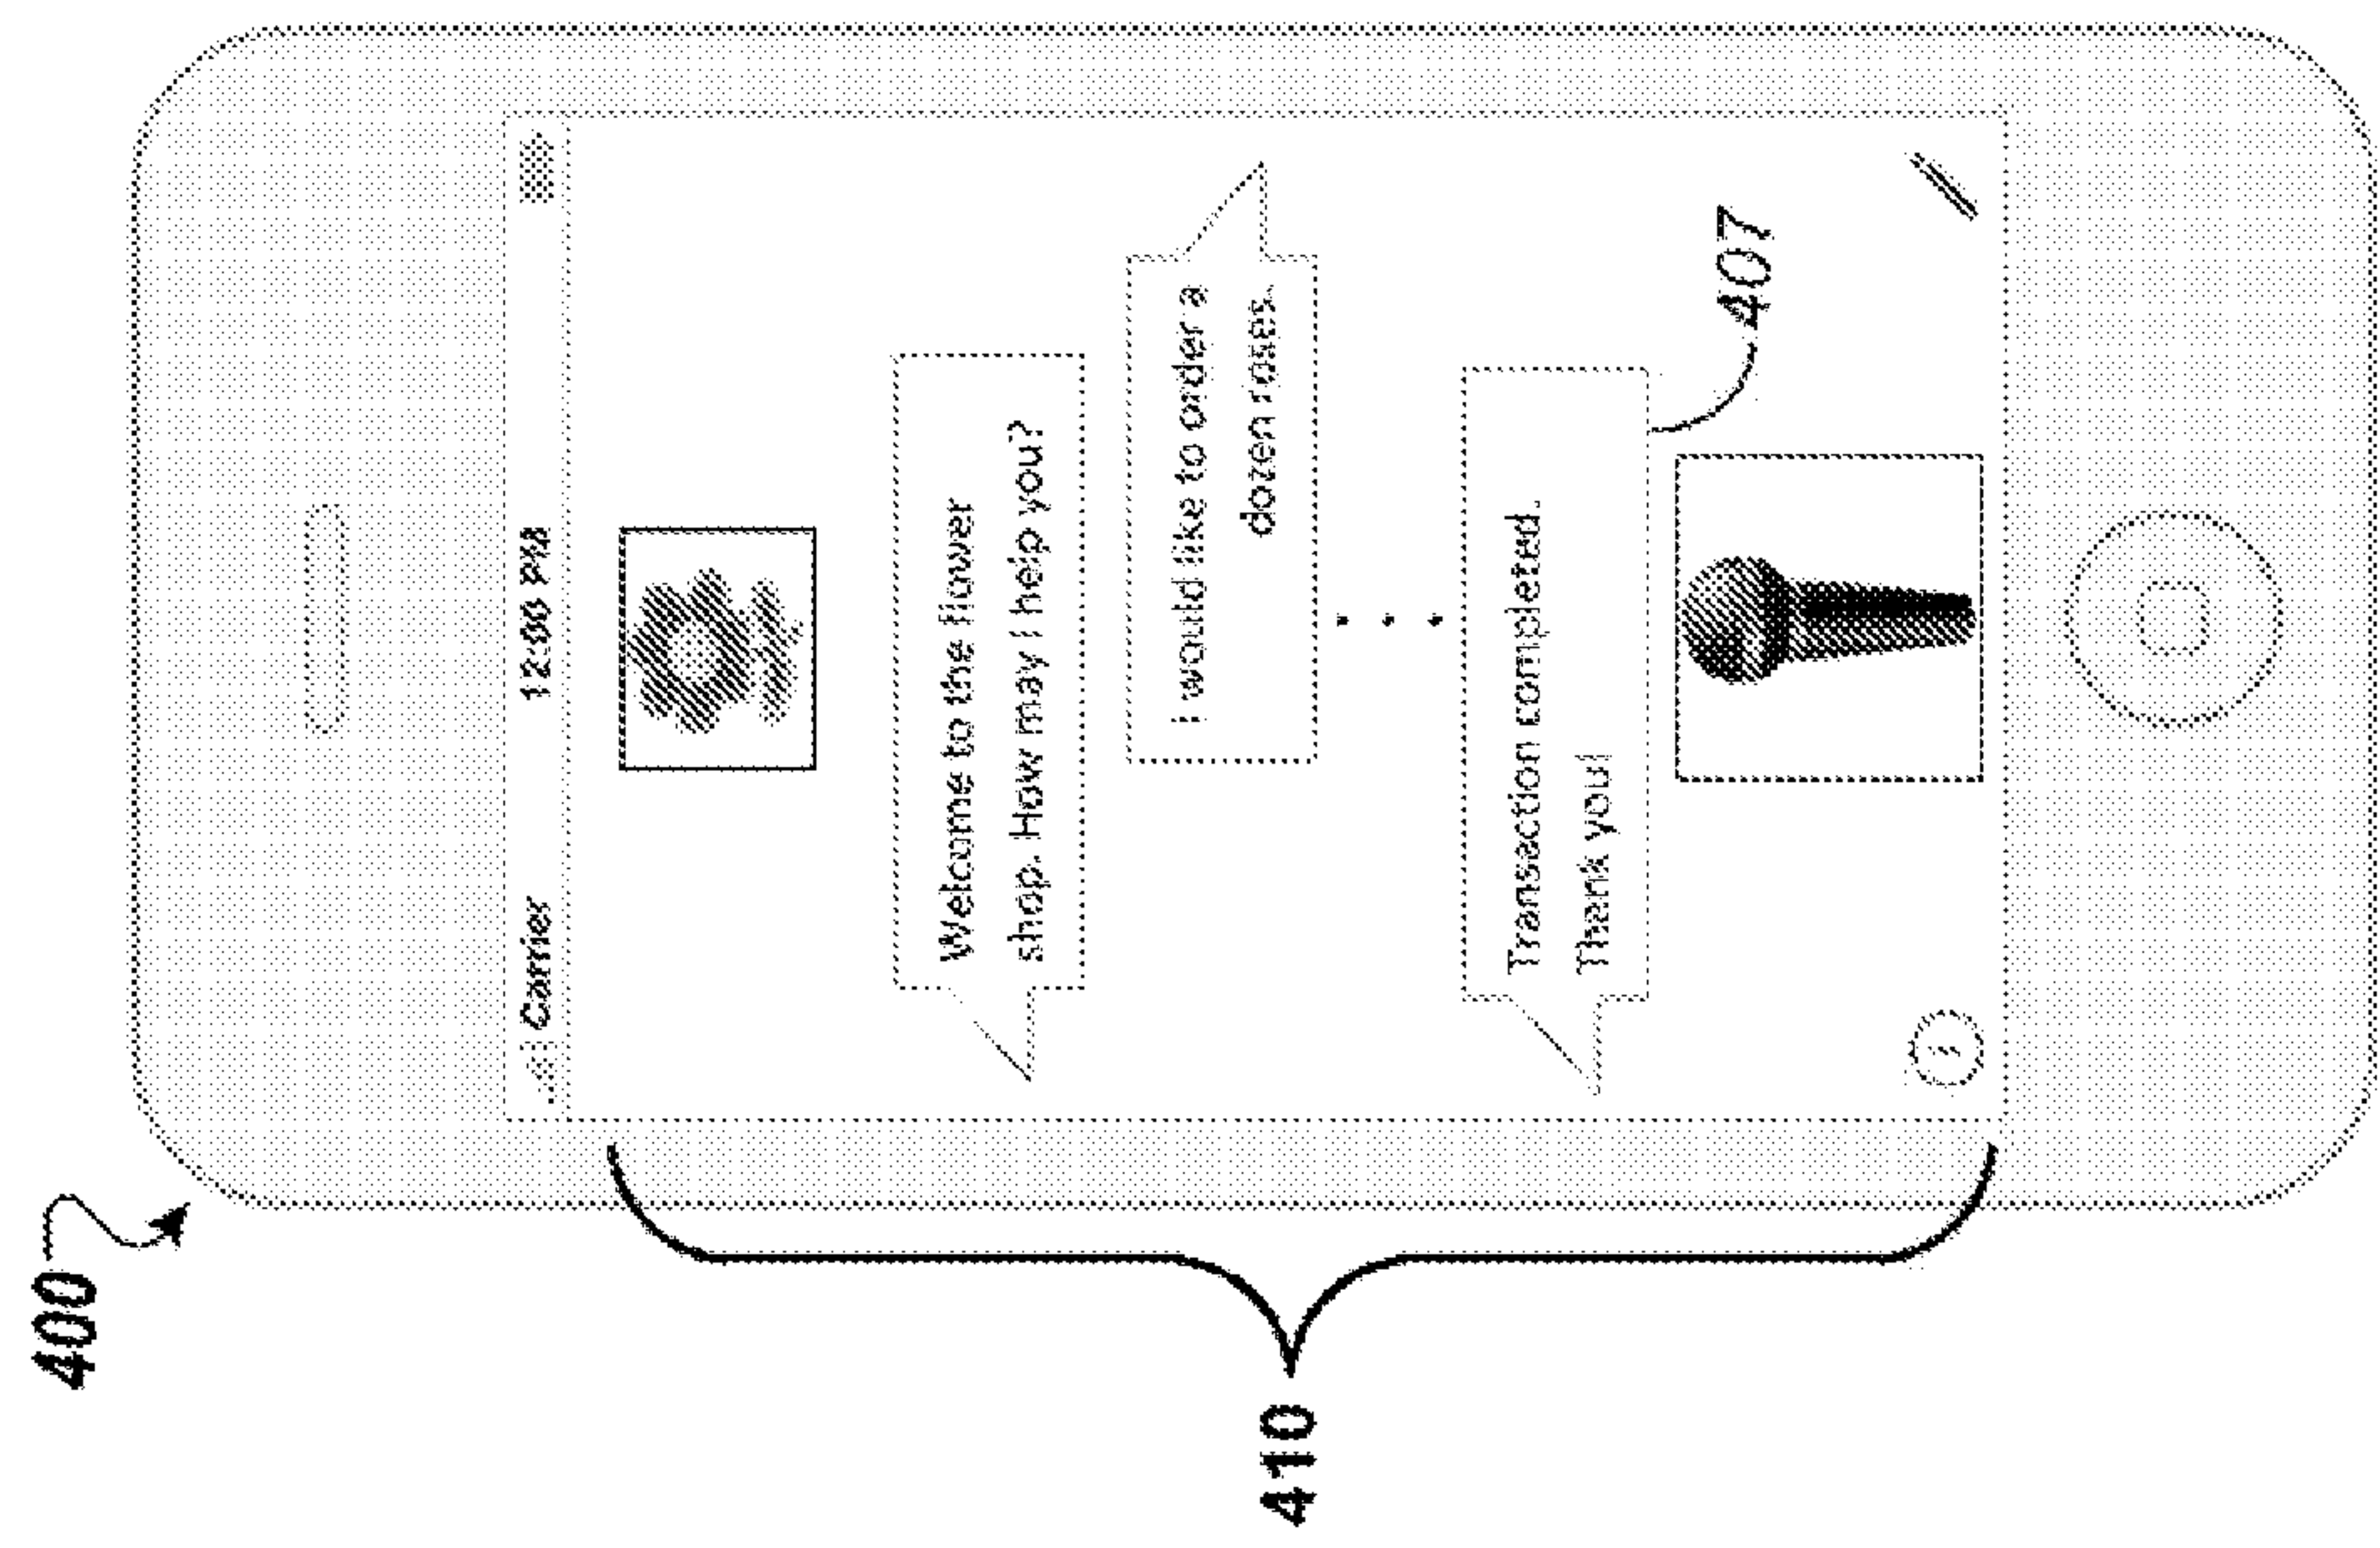 400
Carrier 12:00 PM
Welcome to the flower
shop. How may I help you?
I would like to order a
dozen roses.
Transaction completed.
Thank you!
407
i
410